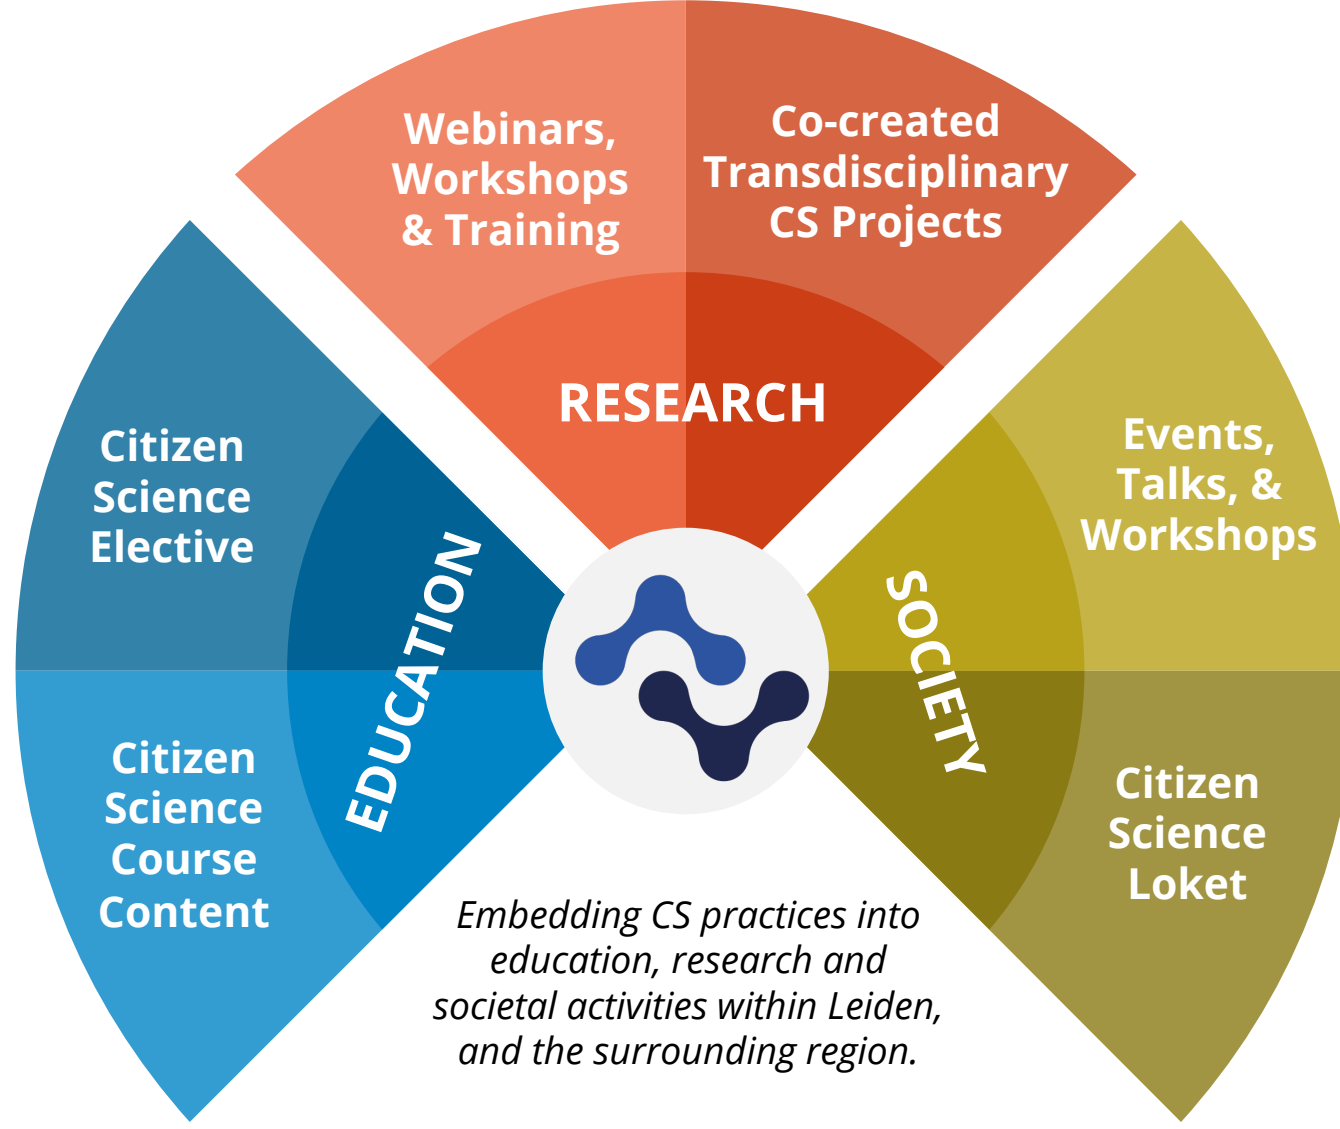 Webinars,
Workshops
& Training
Co-created
Transdisciplinary
CS Projects
RESEARCH
Citizen
Science
Elective
EDUCATION
Citizen
Science
Course
Content
Events,
Talks, &
Workshops
SOCIETY
Citizen
Science
Loket
Embedding CS practices into
education, research and
societal activities within Leiden,
and the surrounding region.